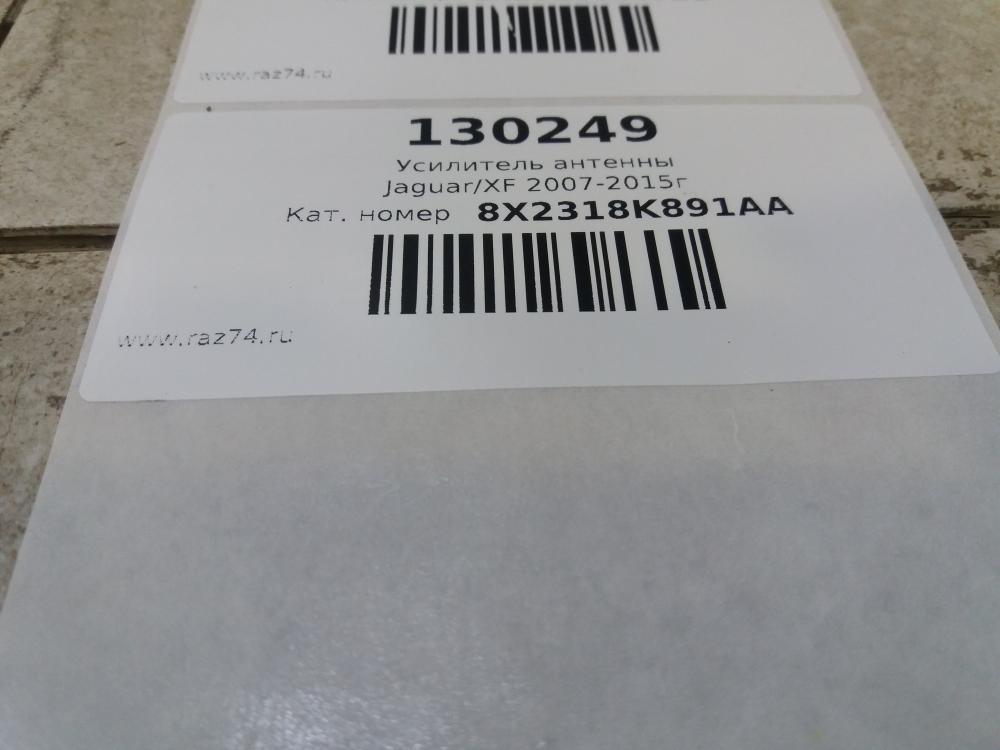 www.raz74.ru
130249
Усилитель антенны
Jaguar/XF 2007-2015г
Кат. номер 8X2318K891AA
www.raz74.ru